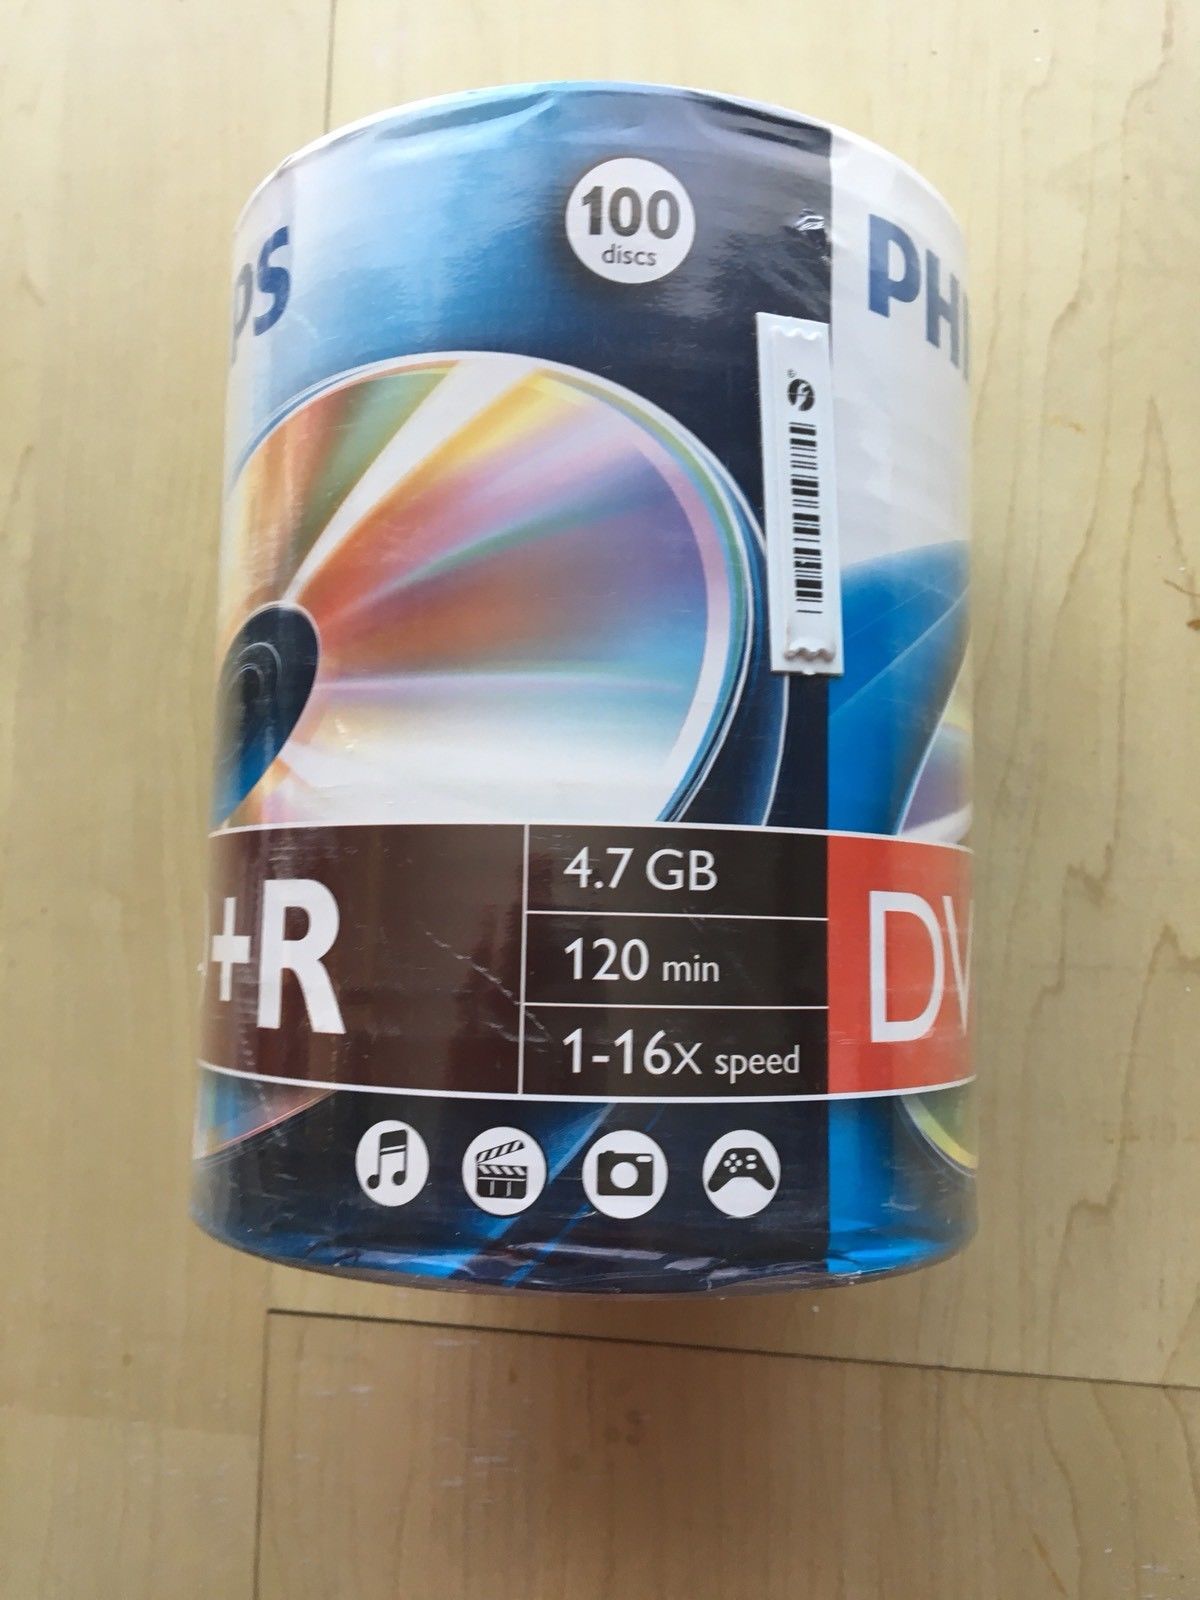 PS
100
discs
PHI
4.7 GB
+R
120 min
1-16x speed
DV